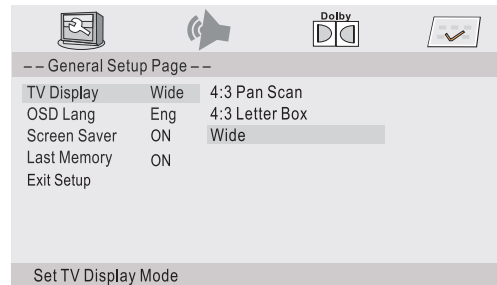 Dolby
– – General Setup Page – –
TV Display Wide 4:3 Pan Scan
OSD Lang Eng 4:3 Letter Box
Screen Saver ON Wide
Last Memory ON
Exit Setup
Set TV Display Mode